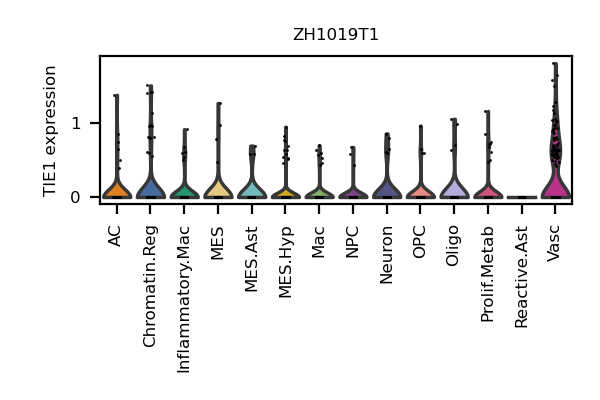 ZH1019T1
TIE1 expression
1
0
AC
Chromatin.Reg
Inflammatory.Mac
MES
MES.Ast
MES.Hyp
Mac
NPC
Neuron
OPC
Oligo
Prolif.Metab
Reactive.Ast
Vasc